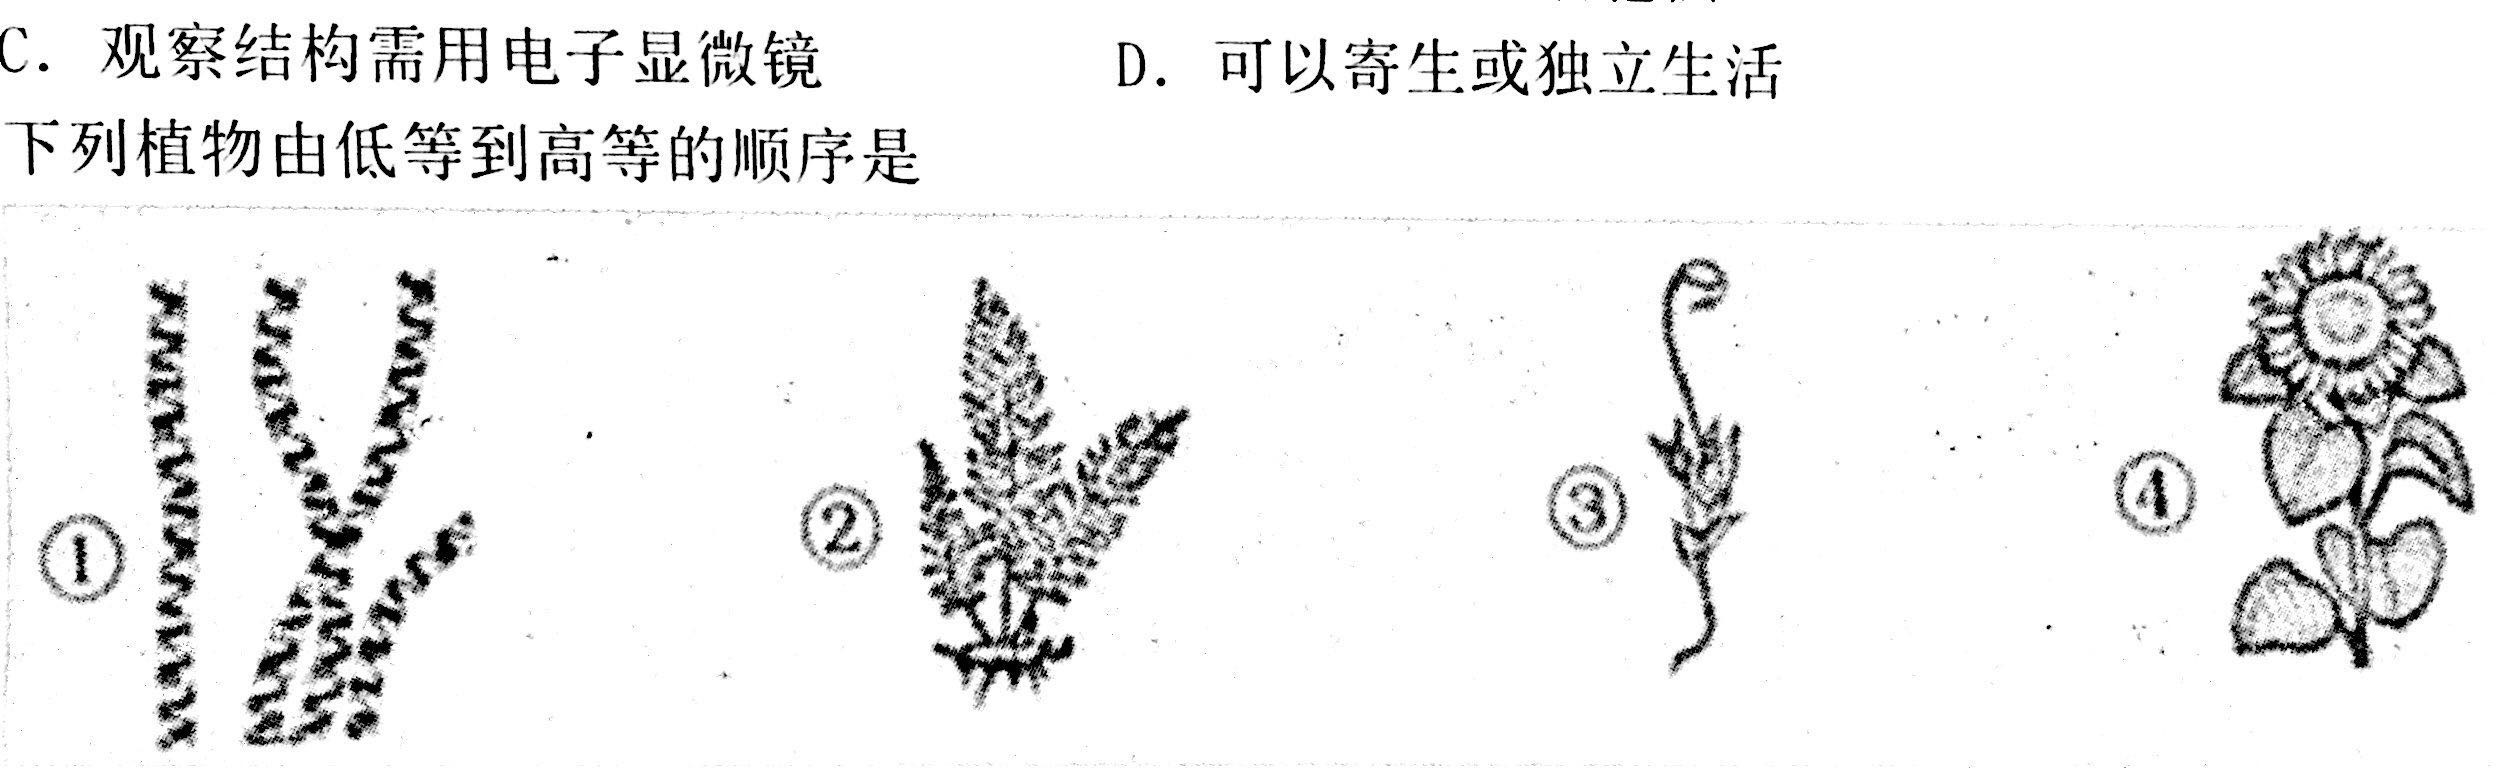 C. 观察结构需用电子显微镜 D. 可以寄生或独立生活
下列植物由低等到高等的顺序是
① ② ③ ④